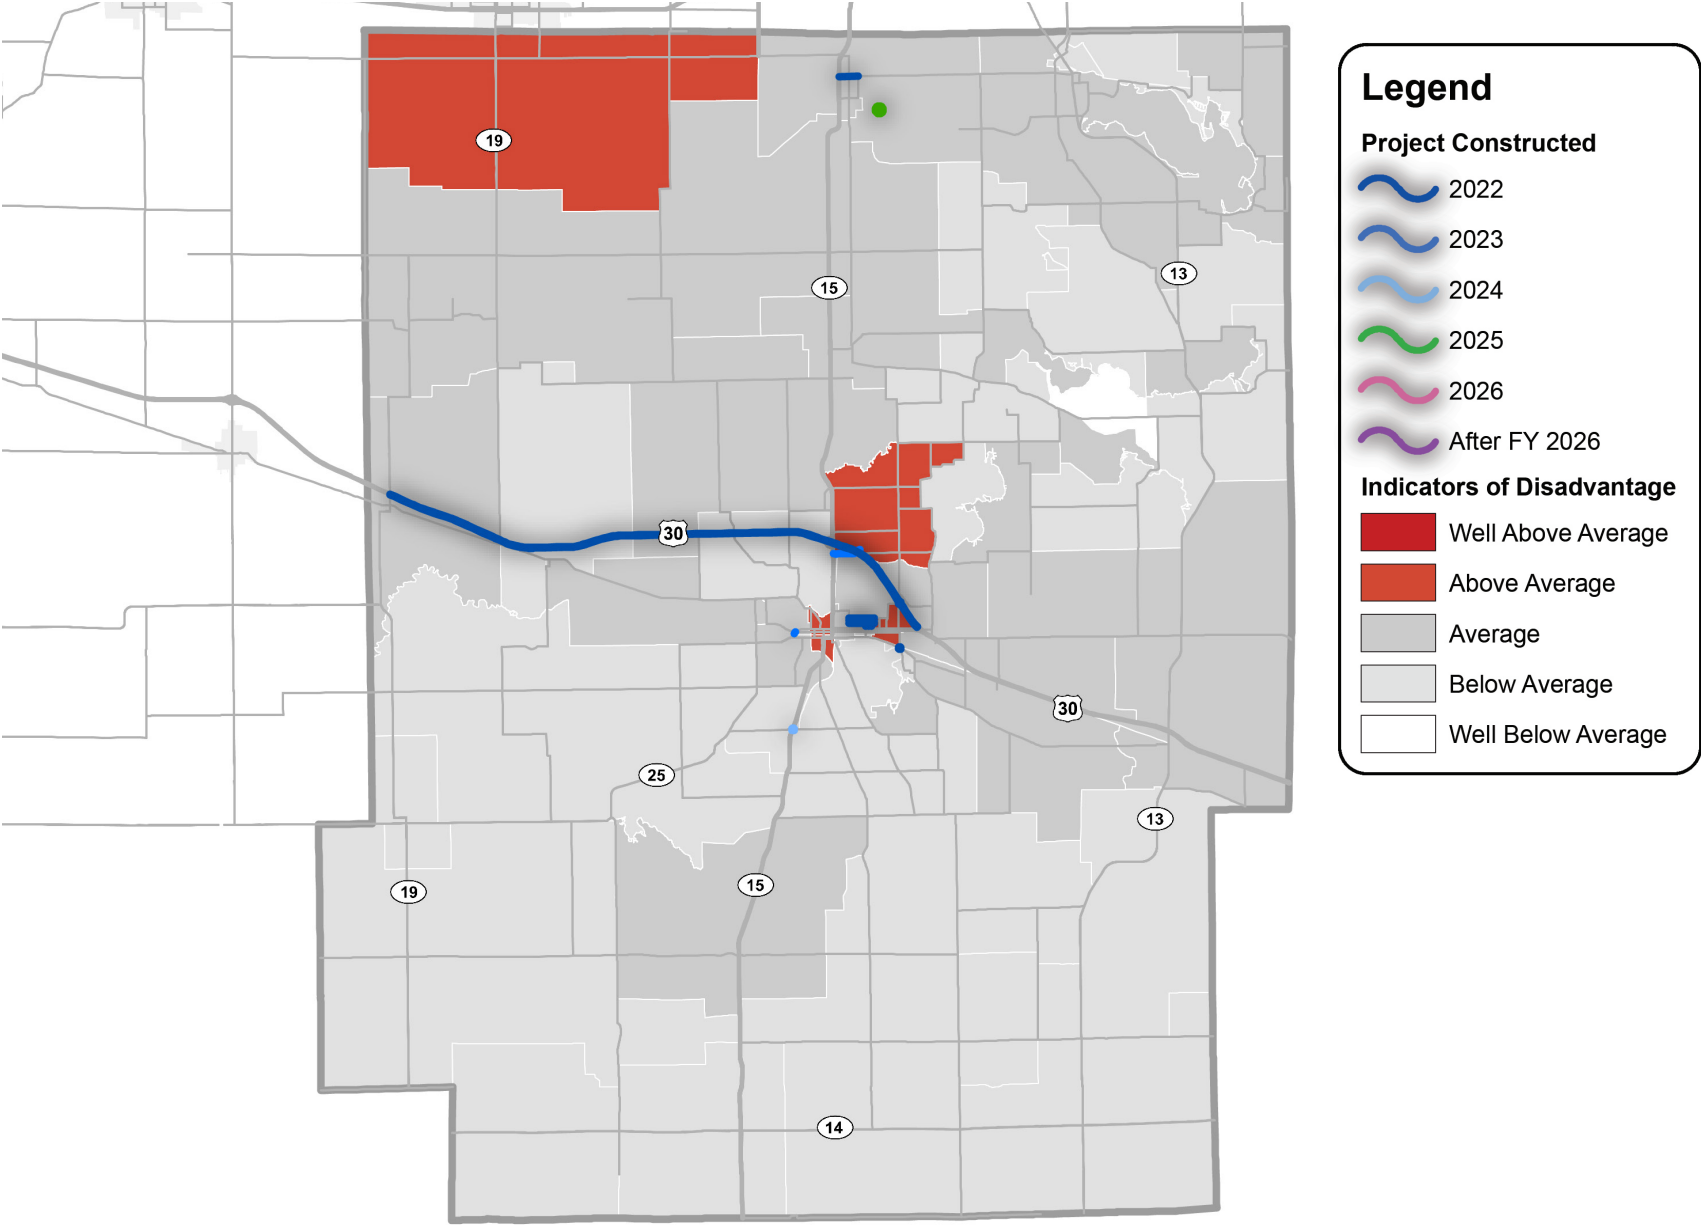 Legend
Project Constructed
2022
2023
2024
2025
2026
After FY 2026
Indicators of Disadvantage
Well Above Average
Above Average
Average
Below Average
Well Below Average
19
15
13
30
30
25
13
19
15
14